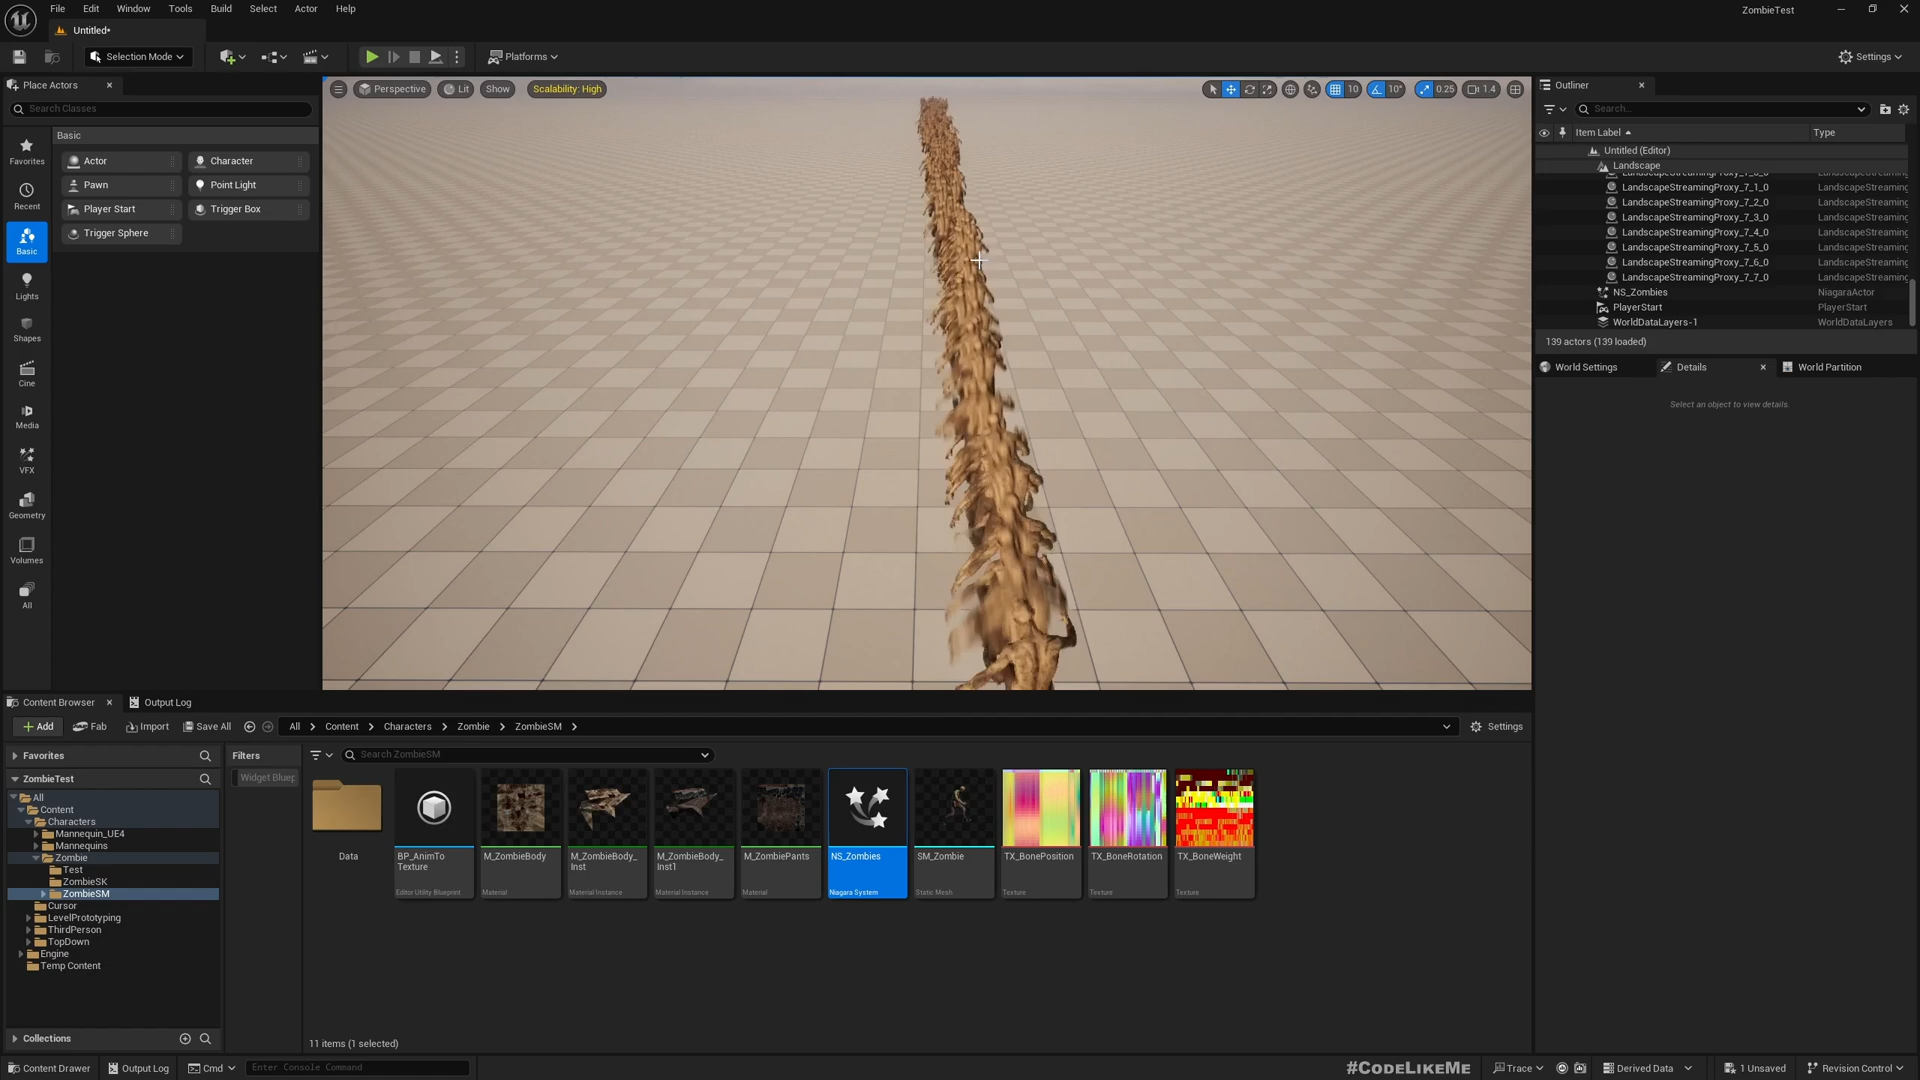 File Edit Window Tools Build Select Actor Help
ZombieTest
Untitled*
Selection Mode
Platforms
Settings
Place Actors
Search Classes
Favorites
Recent
Basic
Lights
Shapes
Cine
Media
VFX
Geometry
Volumes
All
Basic
Actor
Character
Pawn
Point Light
Player Start
Trigger Box
Trigger Sphere
Perspective
Lit
Show
Scalability: High
10
10°
0.25
1.4
Outliner
Search...
Item Label
Type
Untitled (Editor)
Landscape
LandscapeStreamingProxy_7_1_0 LandscapeStreaming
LandscapeStreamingProxy_7_2_0 LandscapeStreaming
LandscapeStreamingProxy_7_3_0 LandscapeStreaming
LandscapeStreamingProxy_7_4_0 LandscapeStreaming
LandscapeStreamingProxy_7_5_0 LandscapeStreaming
LandscapeStreamingProxy_7_6_0 LandscapeStreaming
LandscapeStreamingProxy_7_7_0 LandscapeStreaming
NS_Zombies NiagaraActor
PlayerStart PlayerStart
WorldDataLayers-1 WorldDataLayers
139 actors (139 loaded)
World Settings
Details
World Partition
Select an object to view details.
Content Browser
Output Log
Add
Fab
Import
Save All
All
Content
Characters
Zombie
ZombieSM
Settings
Favorites
ZombieTest
All
Content
Characters
Mannequin_UE4
Mannequins
Zombie
Test
ZombieSK
ZombieSM
Cursor
LevelPrototyping
ThirdPerson
TopDown
Engine
Temp Content
Collections
Filters
Widget Bluep
Search ZombieSM
Data
BP_AnimTo
Texture
Editor Utility Blueprint
M_ZombieBody
Material
M_ZombieBody_
Inst
Material Instance
M_ZombieBody_
Inst1
Material Instance
M_ZombiePants
Material
NS_Zombies
Niagara System
SM_Zombie
Static Mesh
TX_BonePosition
Texture
TX_BoneRotation
Texture
TX_BoneWeight
Texture
11 items (1 selected)
Content Drawer
Output Log
Cmd
Enter Console Command
#CodeLikeMe
Trace
Derived Data
1 Unsaved
Revision Control